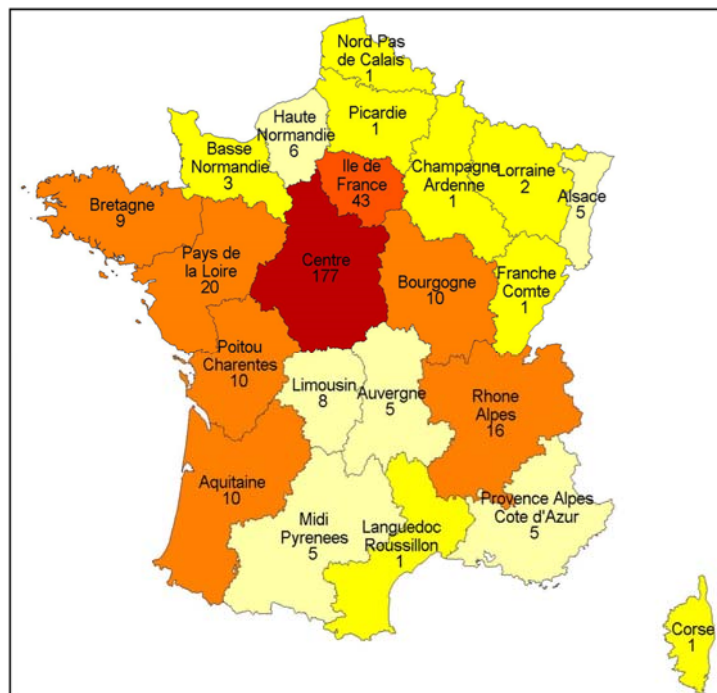 Nord Pas
de Calais
1
Picardie
1
Haute
Normandie
6
Basse
Normandie
3
Ile de
France
43
Champagne
Ardenne
1
Lorraine
2
Alsace
5
Bretagne
9
Pays de
la Loire
20
Centre
177
Bourgogne
10
Franche
Comte
1
Poitou
Charentes
10
Limousin
8
Auvergne
5
Rhone
Alpes
16
Aquitaine
10
Midi
Pyrenees
5
Languedoc
Roussillon
1
Provence Alpes
Cote d'Azur
5
Corse
1